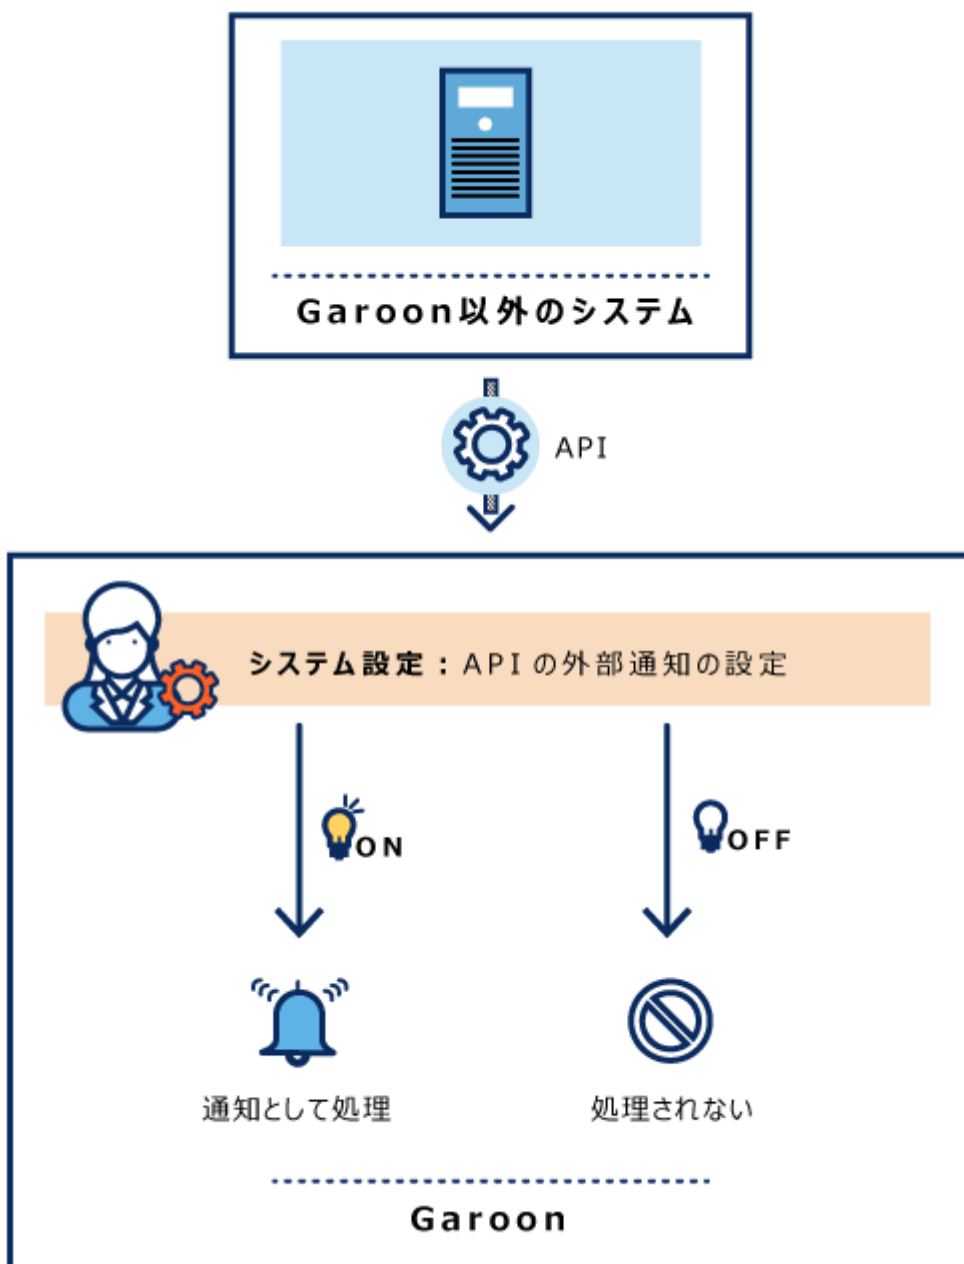 Garoon以外のシステム
API
システム設定：APIの外部通知の設定
ON
OFF
通知として処理
処理されない
Garoon